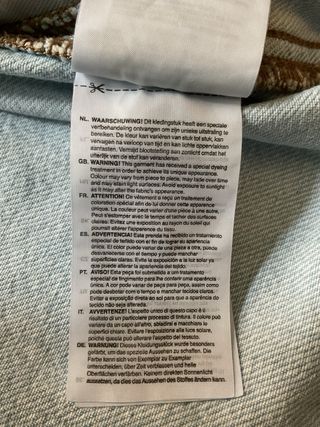 NL. WAARSCHUWING! Dit kledingstuk heeft een speciale
verfbehandeling ontvangen om zijn unieke uitstraling te
bereiken. De kleur kan variëren van stuk tot stuk, kan
vervagen na verloop van tijd en kan lichte oppervlakken
aantasten. Vermijd blootstelling aan zonlicht omdat het
uiterlijk van de stof kan veranderen.
GB. WARNING! This garment has received a special dyeing
treatment in order to achieve its unique appearance.
Colour may vary from piece to piece, may fade over time
and may stain light surfaces. Avoid exposure to sunlight
as it may alter the fabric's appearance.
FR. ATTENTION! Ce vêtement a reçu un traitement de
coloration spécial afin de lui donner cette apparence
unique. La couleur peut varier d'une pièce à une autre.
Peut s'estomper avec le temps et tacher des surfaces
claires. Évitez une exposition au rayon du soleil qui
pourrait altérer l'apparence du tissu.
ES. ADVERTENCIA! Esta prenda ha recibido un tratamiento
especial de teñido con el fin de lograr su apariencia
única. El color puede variar de una pieza a otra, puede
desvanecerse con el tiempo y puede manchar
superficies claras. Evite la exposición a la luz solar ya
que puede alterar la apariencia del tejido.
PT. AVISO! Esta peça foi submetida a um tratamento
especial de tingimento para lhe conferir uma aparência
única. A cor pode variar de peça para peça, assim como
pode desbotar com o tempo e manchar tecidos claros.
Evitar a exposição direta ao sol para que a aparência do
tecido não seja alterada.
IT. AVVERTENZE! L'aspetto unico di questo capo è il
risultato di un particolare processo di tintura. Il colore può
variare da un capo all'altro, sbiadirsi e macchiare le
superfici chiare. Evitare l'esposizione alla luce solare,
poiché questa può alterare l'aspetto del tessuto.
DE. WARNUNG! Dieses Kleidungsstück wurde besonders
gefärbt, um das spezielle Aussehen zu schaffen. Die
Farbe kann sich von Exemplar zu Exemplar
unterscheiden, über Zeit verblassen und helle
Oberflächen verfärben. Keinem direkten Sonnenlicht
aussetzen, da dies das Aussehen des Stoffes ändern kann.